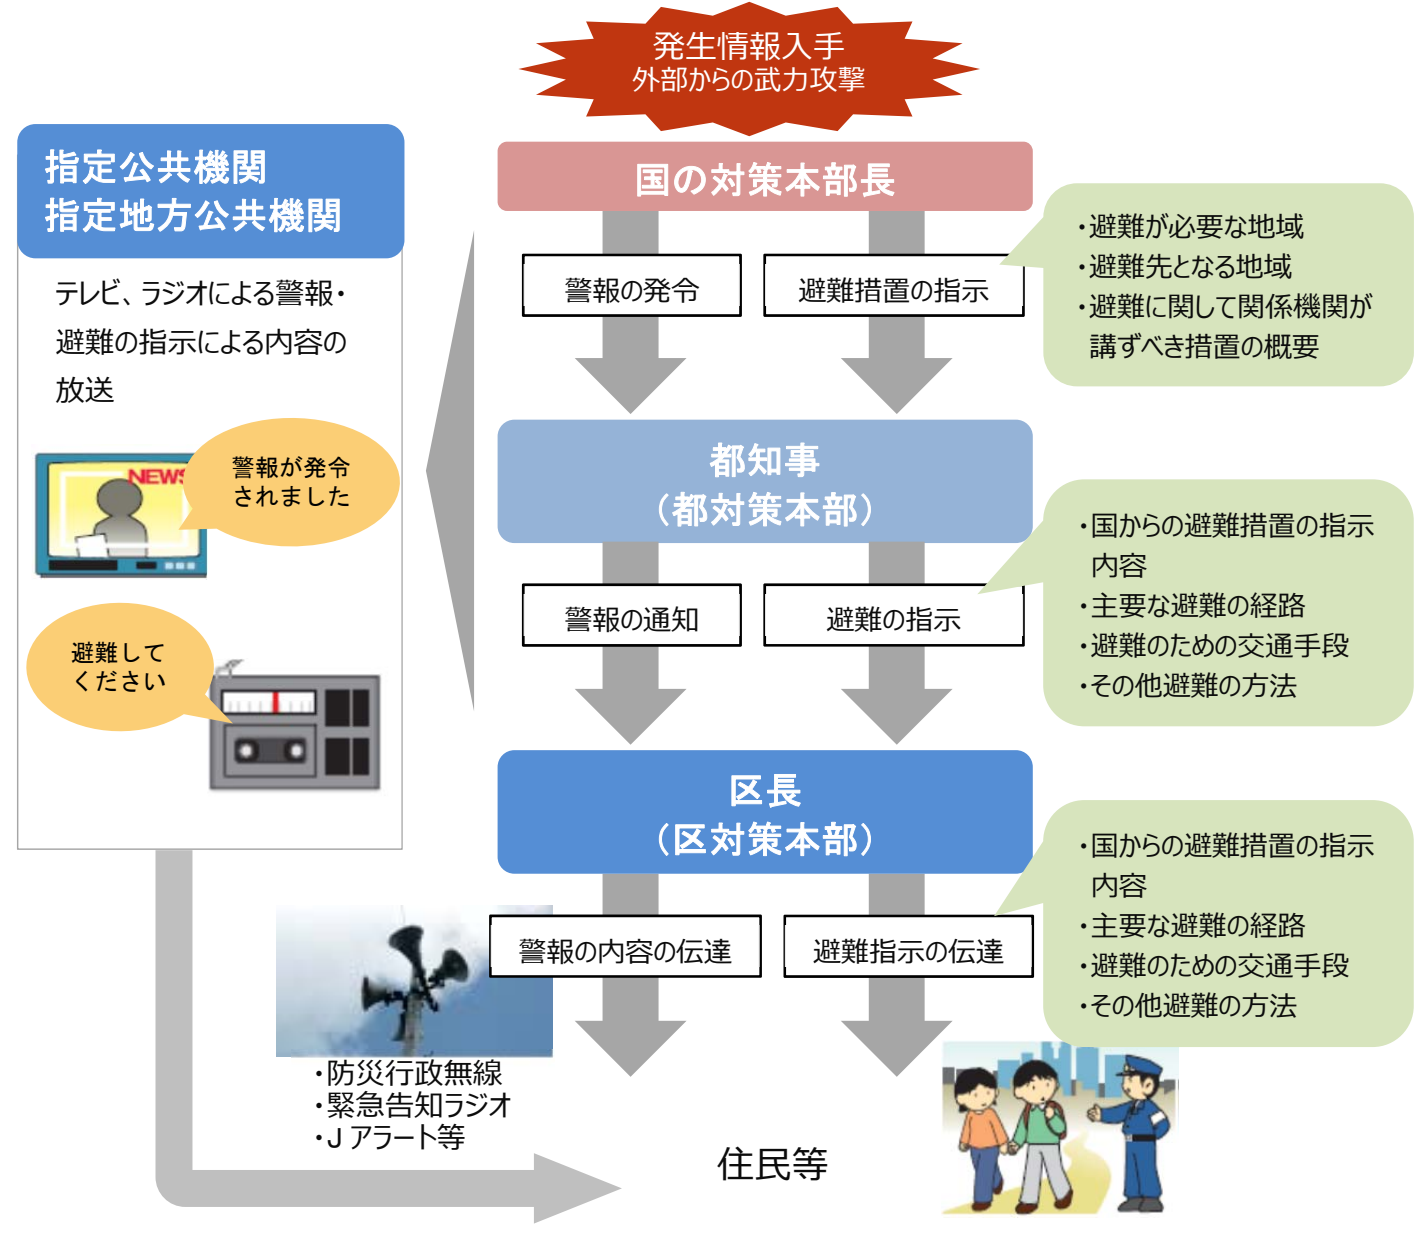 発生情報入手
外部からの武力攻撃
指定公共機関
指定地方公共機関
テレビ、ラジオによる警報・
避難の指示による内容の
放送
NEWS
警報が発令
されました
避難して
ください
国の対策本部長
警報の発令
避難措置の指示
・避難が必要な地域
・避難先となる地域
・避難に関して関係機関が
講ずべき措置の概要
都知事
（都対策本部）
警報の通知
避難の指示
・国からの避難措置の指示
内容
・主要な避難の経路
・避難のための交通手段
・その他避難の方法
区長
（区対策本部）
警報の内容の伝達
避難指示の伝達
・国からの避難措置の指示
内容
・主要な避難の経路
・避難のための交通手段
・その他避難の方法
・防災行政無線
・緊急告知ラジオ
・Jアラート等
住民等